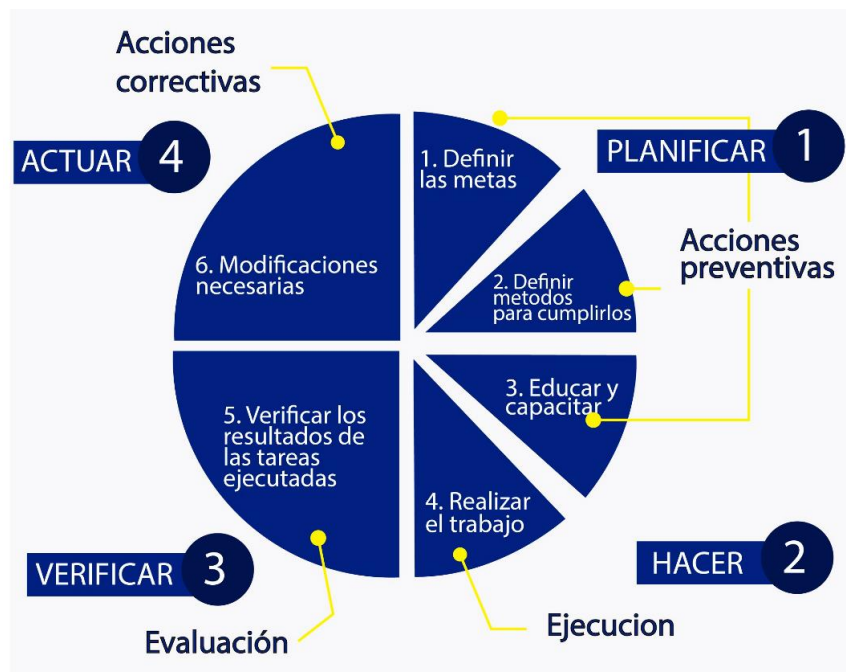 Acciones
correctivas
ACTUAR 4
PLANIFICAR 1
1. Definir
las metas
Acciones
preventivas
2. Definir
metodos
para cumplirlos
6. Modificaciones
necesarias
3. Educar y
capacitar
5. Verificar los
resultados de
las tareas
ejecutadas
4. Realizar
el trabajo
VERIFICAR 3
HACER 2
Evaluación
Ejecucion